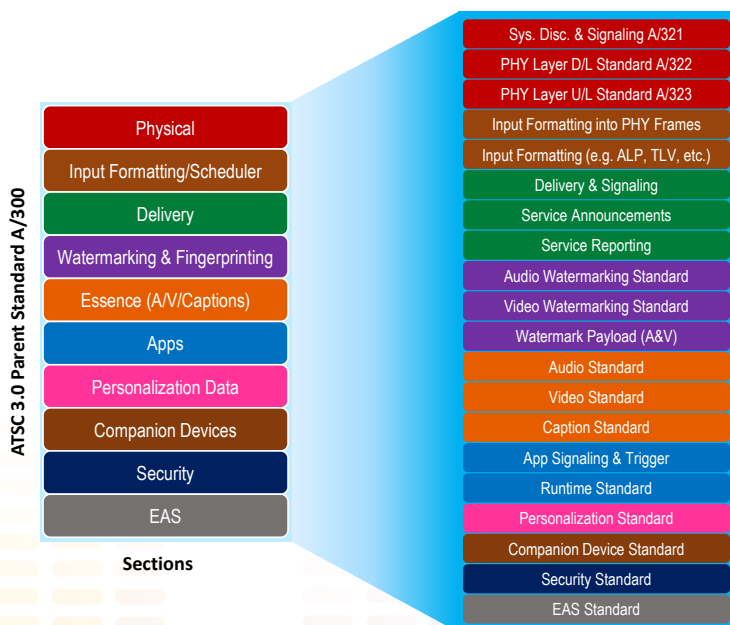 ATSC 3.0 Parent Standard A/300
Physical
Input Formatting/Scheduler
Delivery
Watermarking & Fingerprinting
Essence (A/V/Captions)
Apps
Personalization Data
Companion Devices
Security
EAS
Sections
Sys. Disc. & Signaling A/321
PHY Layer D/L Standard A/322
PHY Layer U/L Standard A/323
Input Formatting into PHY Frames
Input Formatting (e.g. ALP, TLV, etc.)
Delivery & Signaling
Service Announcements
Service Reporting
Audio Watermarking Standard
Video Watermarking Standard
Watermark Payload (A&V)
Audio Standard
Video Standard
Caption Standard
App Signaling & Trigger
Runtime Standard
Personalization Standard
Companion Device Standard
Security Standard
EAS Standard